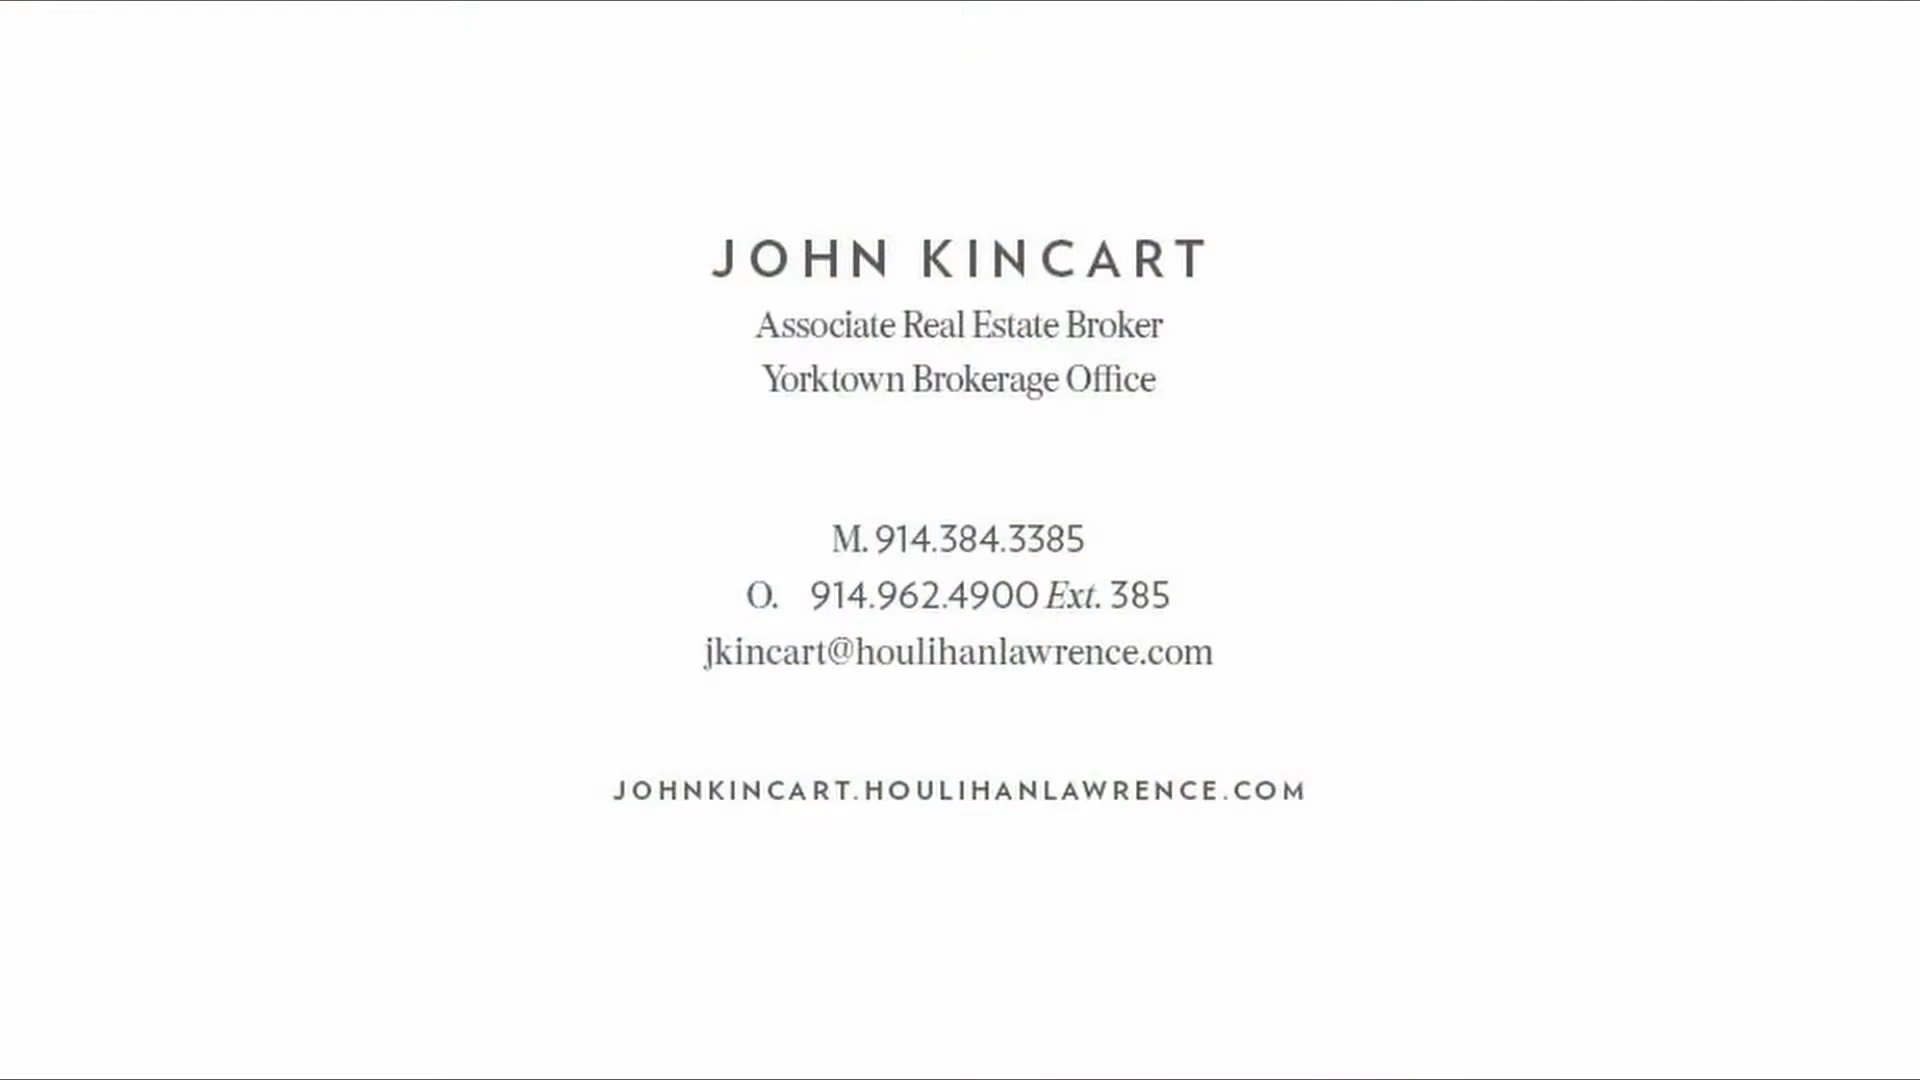 JOHN KINCART
Associate Real Estate Broker
Yorktown Brokerage Office
M. 914.384.3385
O. 914.962.4900 Ext. 385
jkincart@houlihanlawrence.com
JOHNKINCART.HOULIHANLAWRENCE.COM